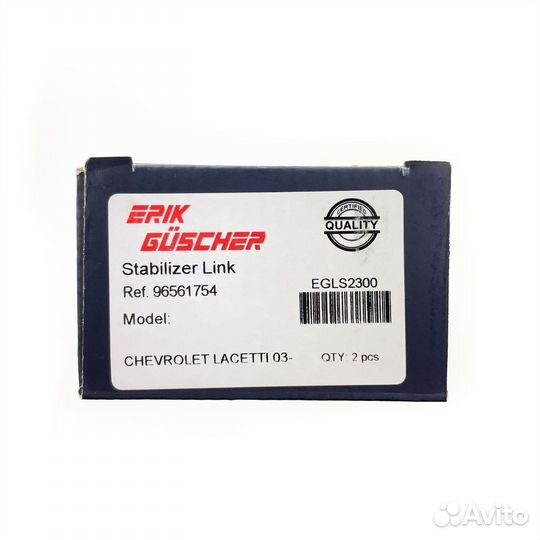 ERIK
GÜSCHER
CERTIFIED
QUALITY
Stabilizer Link
Ref. 96561754
EGLS2300
Model:
CHEVROLET LACETTI 03-
QTY: 2 pcs
Avito